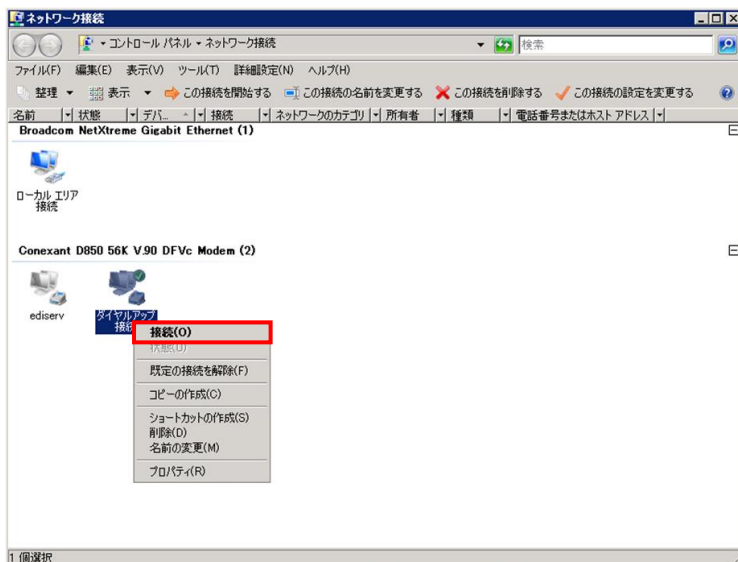 ネットワーク接続
コントロール パネル ネットワーク接続
検索
ファイル(F) 編集(E) 表示(V) ツール(T) 詳細設定(N) ヘルプ(H)
整理 表示 この接続を開始する この接続の名前を変更する この接続を削除する この接続の設定を変更する
名前 状態 デバ... 接続 ネットワークのカテゴリ 所有者 種類 電話番号またはホスト アドレス
Broadcom NetXtreme Gigabit Ethernet (1)
ローカル エリア
接続
Conexant D850 56K V.90 DFVc Modem (2)
ediserv
ダイヤルアップ
接続
接続(O)
状態(U)
既定の接続を解除(F)
コピーの作成(C)
ショートカットの作成(S)
削除(D)
名前の変更(M)
プロパティ(R)
1 個選択